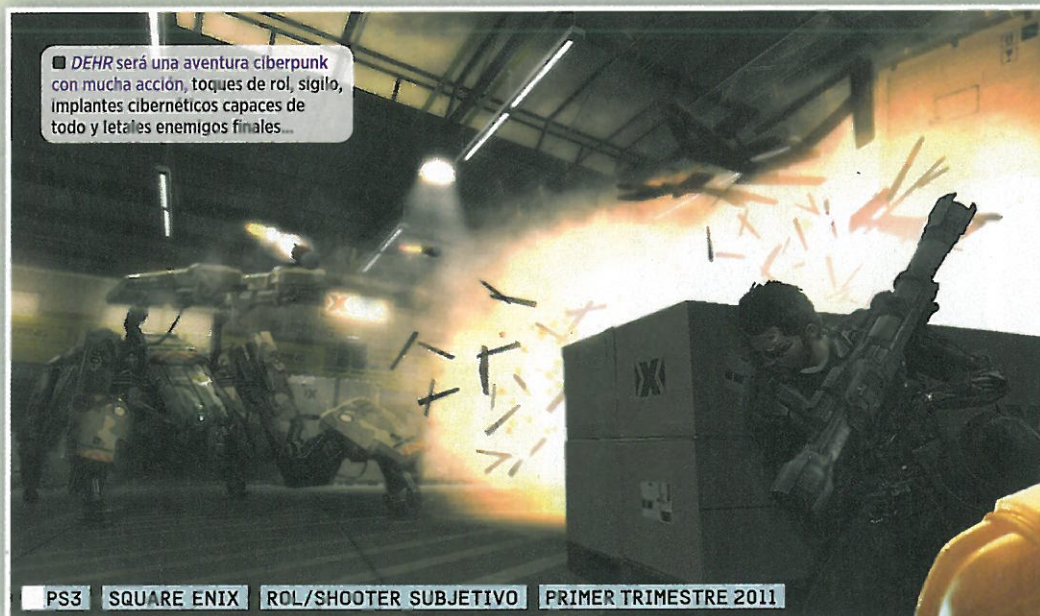 DEHR será una aventura ciberpunk
con mucha acción, toques de rol, sigilo,
implantes cibernéticos capaces de
todo y letales enemigos finales...
X
PS3 SQUARE ENIX ROL/SHOOTER SUBJETIVO PRIMER TRIMESTRE 2011